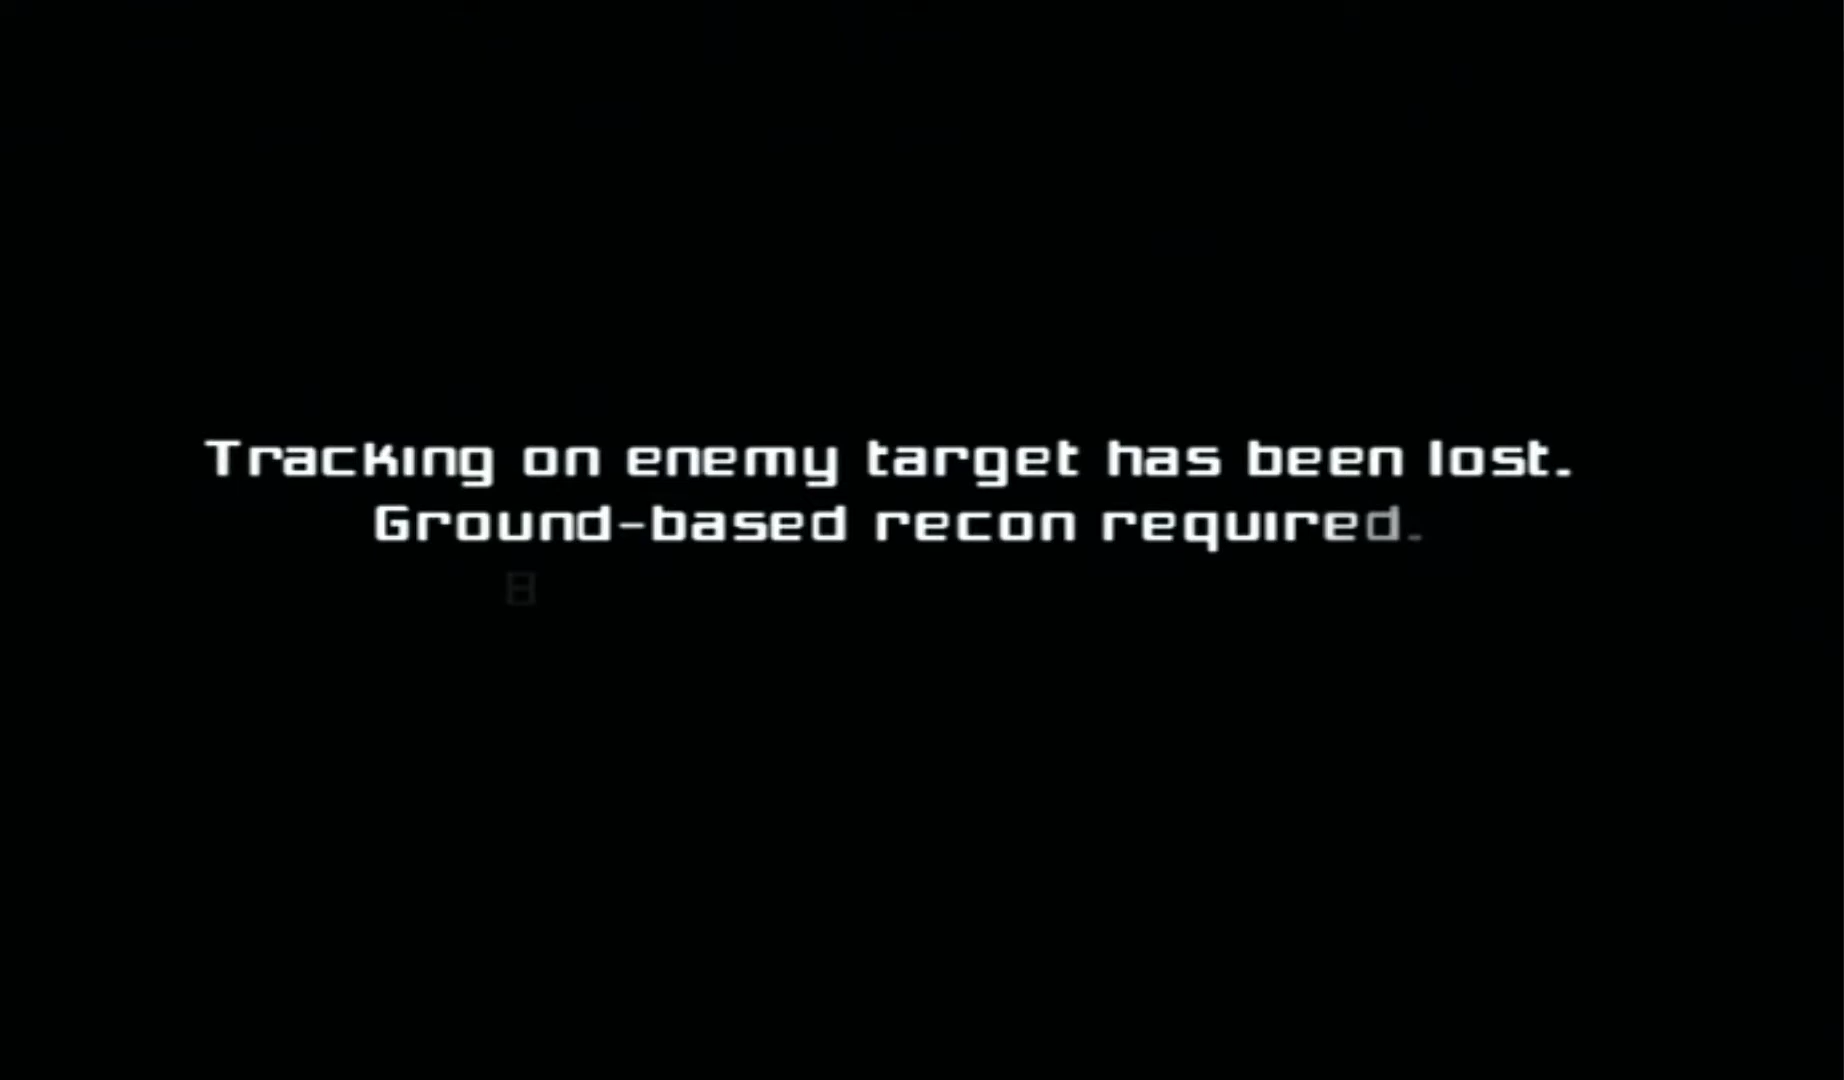 Tracking on enemy target has been lost.
Ground-based recon required.